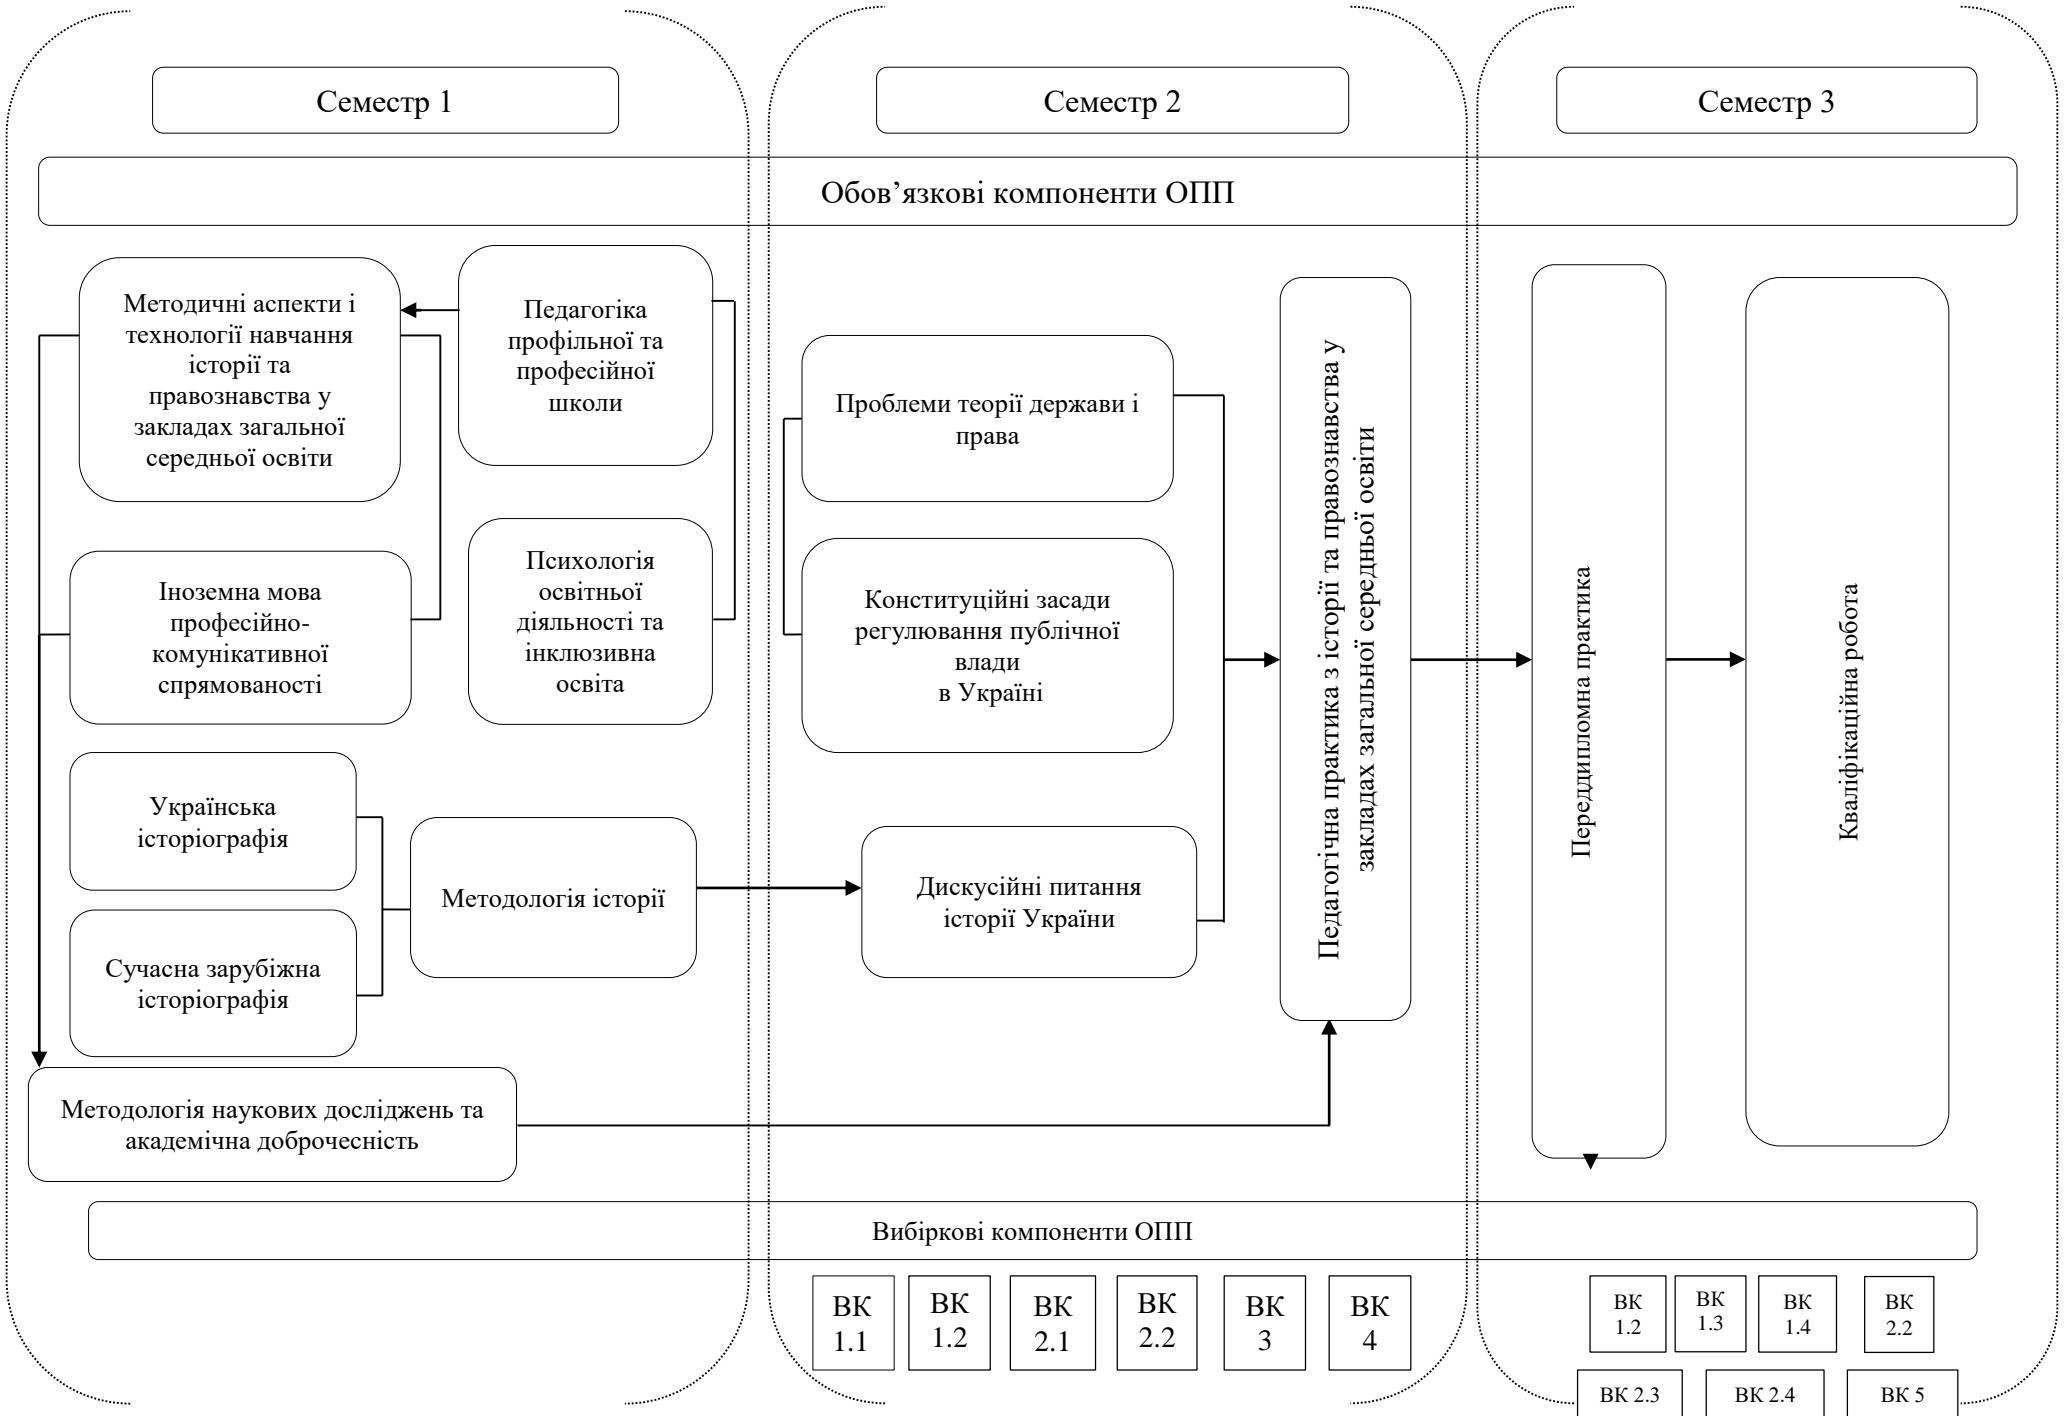 Семестр 1
Семестр 2
Семестр 3
Обов’язкові компоненти ОПП
Методичні аспекти і
технології навчання
історії та
правознавства у
закладах загальної
середньої освіти
Педагогіка
профільної та
професійної
школи
Іноземна мова
професійно-
комунікативної
спрямованості
Психологія
освітньої
діяльності та
інклюзивна
освіта
Українська
історіографія
Сучасна зарубіжна
історіографія
Методологія історії
Методологія наукових досліджень та
академічна доброчесність
Проблеми теорії держави і
права
Конституційні засади
регулювання публічної
влади
в Україні
Дискусійні питання
історії України
Педагогічна практика з історії та правознавства у
закладах загальної середньої освіти
Переддипломна практика
Кваліфікаційна робота
Вибіркові компоненти ОПП
ВК
1.1
ВК
1.2
ВК
2.1
ВК
2.2
ВК
3
ВК
4
ВК
1.2
ВК
1.3
ВК
1.4
ВК
2.2
ВК 2.3
ВК 2.4
ВК 5